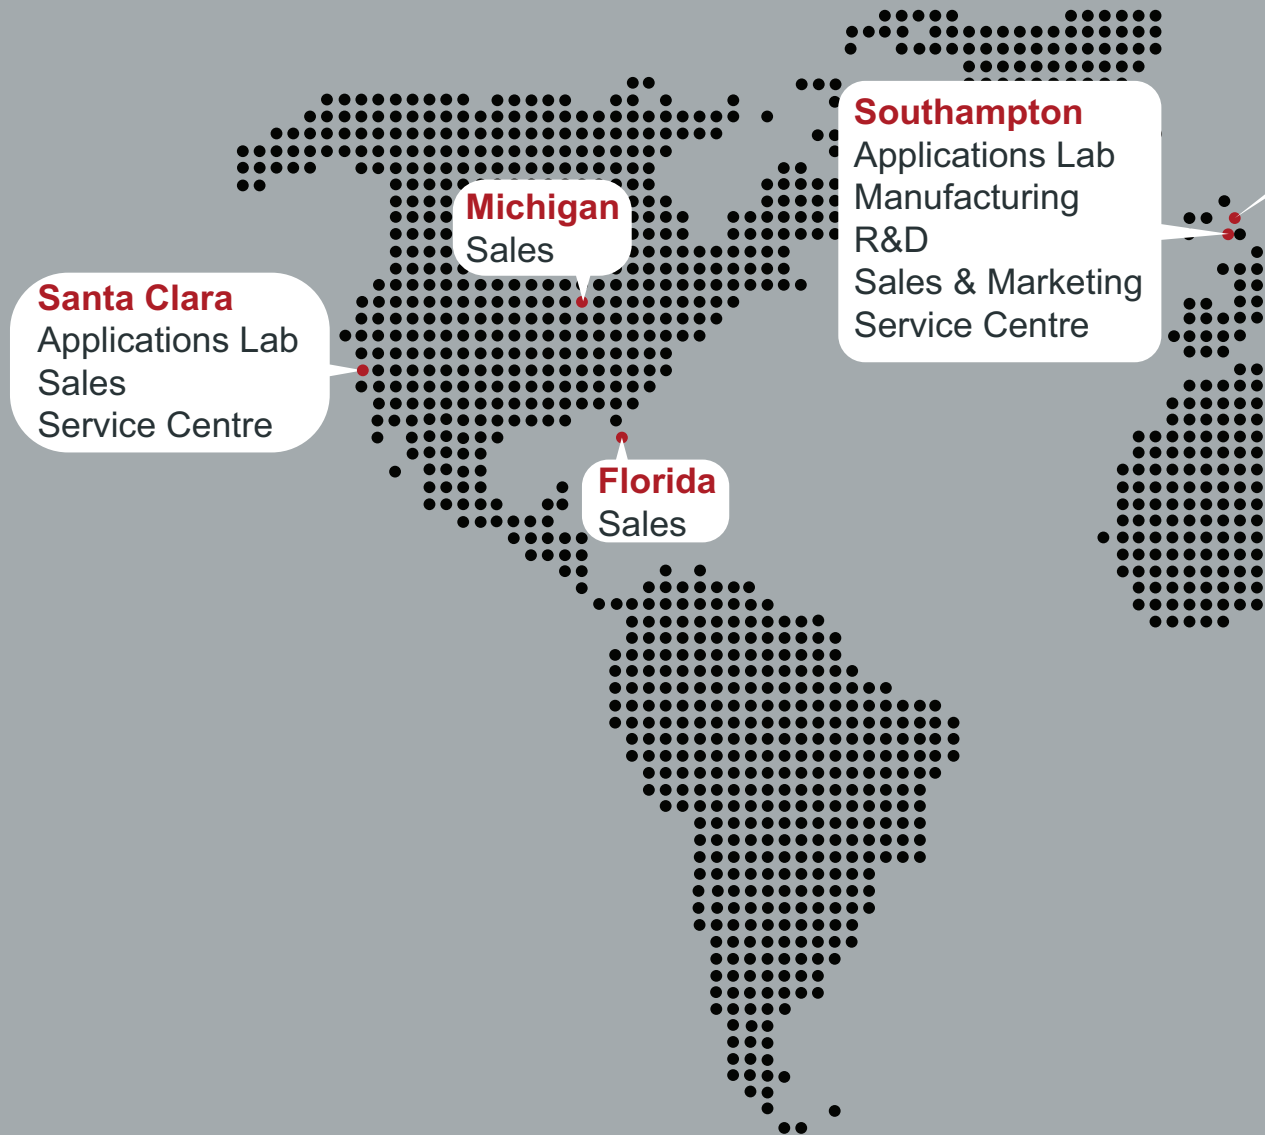 Southampton
Applications Lab
Manufacturing
R&D
Sales & Marketing
Service Centre
Michigan
Sales
Santa Clara
Applications Lab
Sales
Service Centre
Florida
Sales